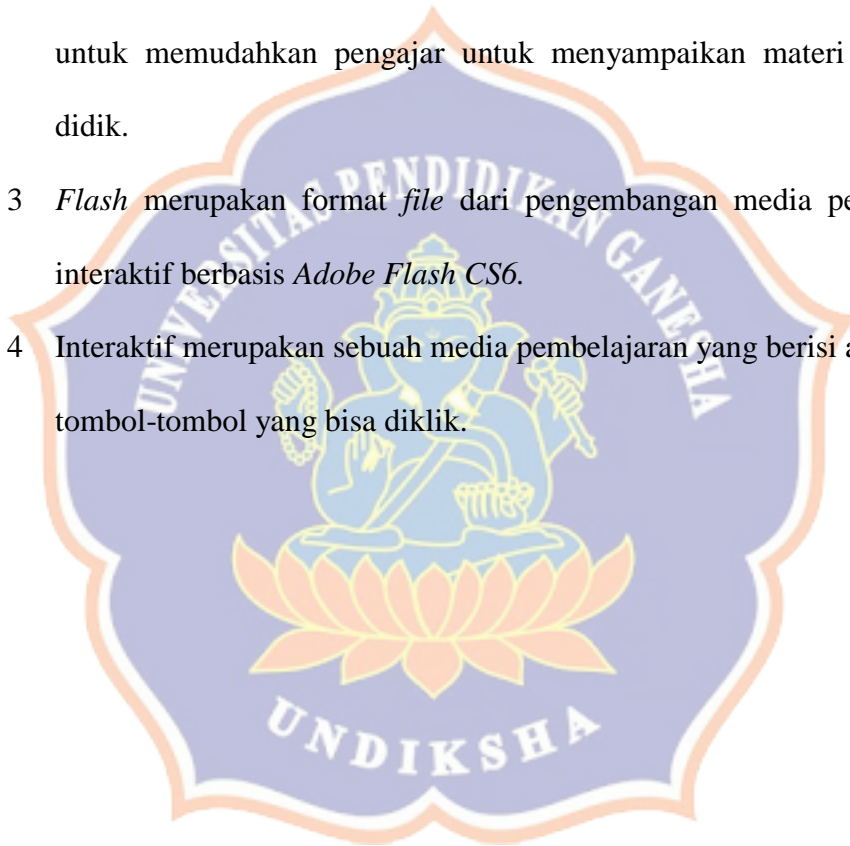 untuk memudahkan pengajar untuk menyampaikan materi
didik.
3 Flash merupakan format file dari pengembangan media
interaktif berbasis Adobe Flash CS6.
4 Interaktif merupakan sebuah media pembelajaran yang berisi
tombol-tombol yang bisa diklik.
UNIVERSITAS PENDIDIKAN GANESHA
UNDIKSHA